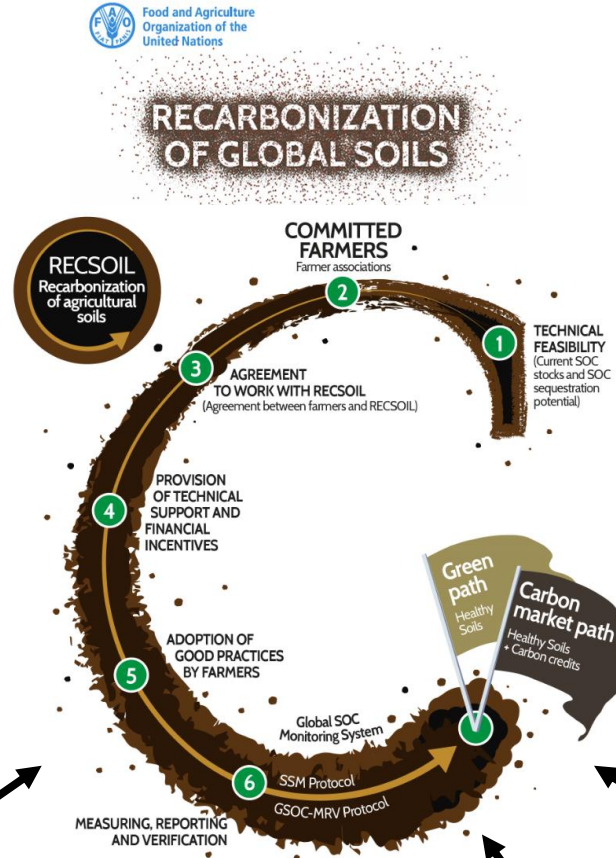 Food and Agriculture
Organization of the
United Nations
FAO
FIAT PANIS
RECARBONIZATION
OF GLOBAL SOILS
RECSOIL
Recarbonization
of agricultural
soils
COMMITTED
FARMERS
Farmer associations
2
1
TECHNICAL
FEASIBILITY
(Current SOC
stocks and SOC
sequestration
potential)
3
AGREEMENT
TO WORK WITH RECSOIL
(Agreement between farmers and RECSOIL)
4
PROVISION
OF TECHNICAL
SUPPORT AND
FINANCIAL
INCENTIVES
5
ADOPTION OF
GOOD PRACTICES
BY FARMERS
Green
path
Healthy
Soils
Carbon
market path
Healthy Soils
+ Carbon credits
Global SOC
Monitoring System
6
SSM Protocol
GSOC-MRV Protocol
MEASURING, REPORTING
AND VERIFICATION